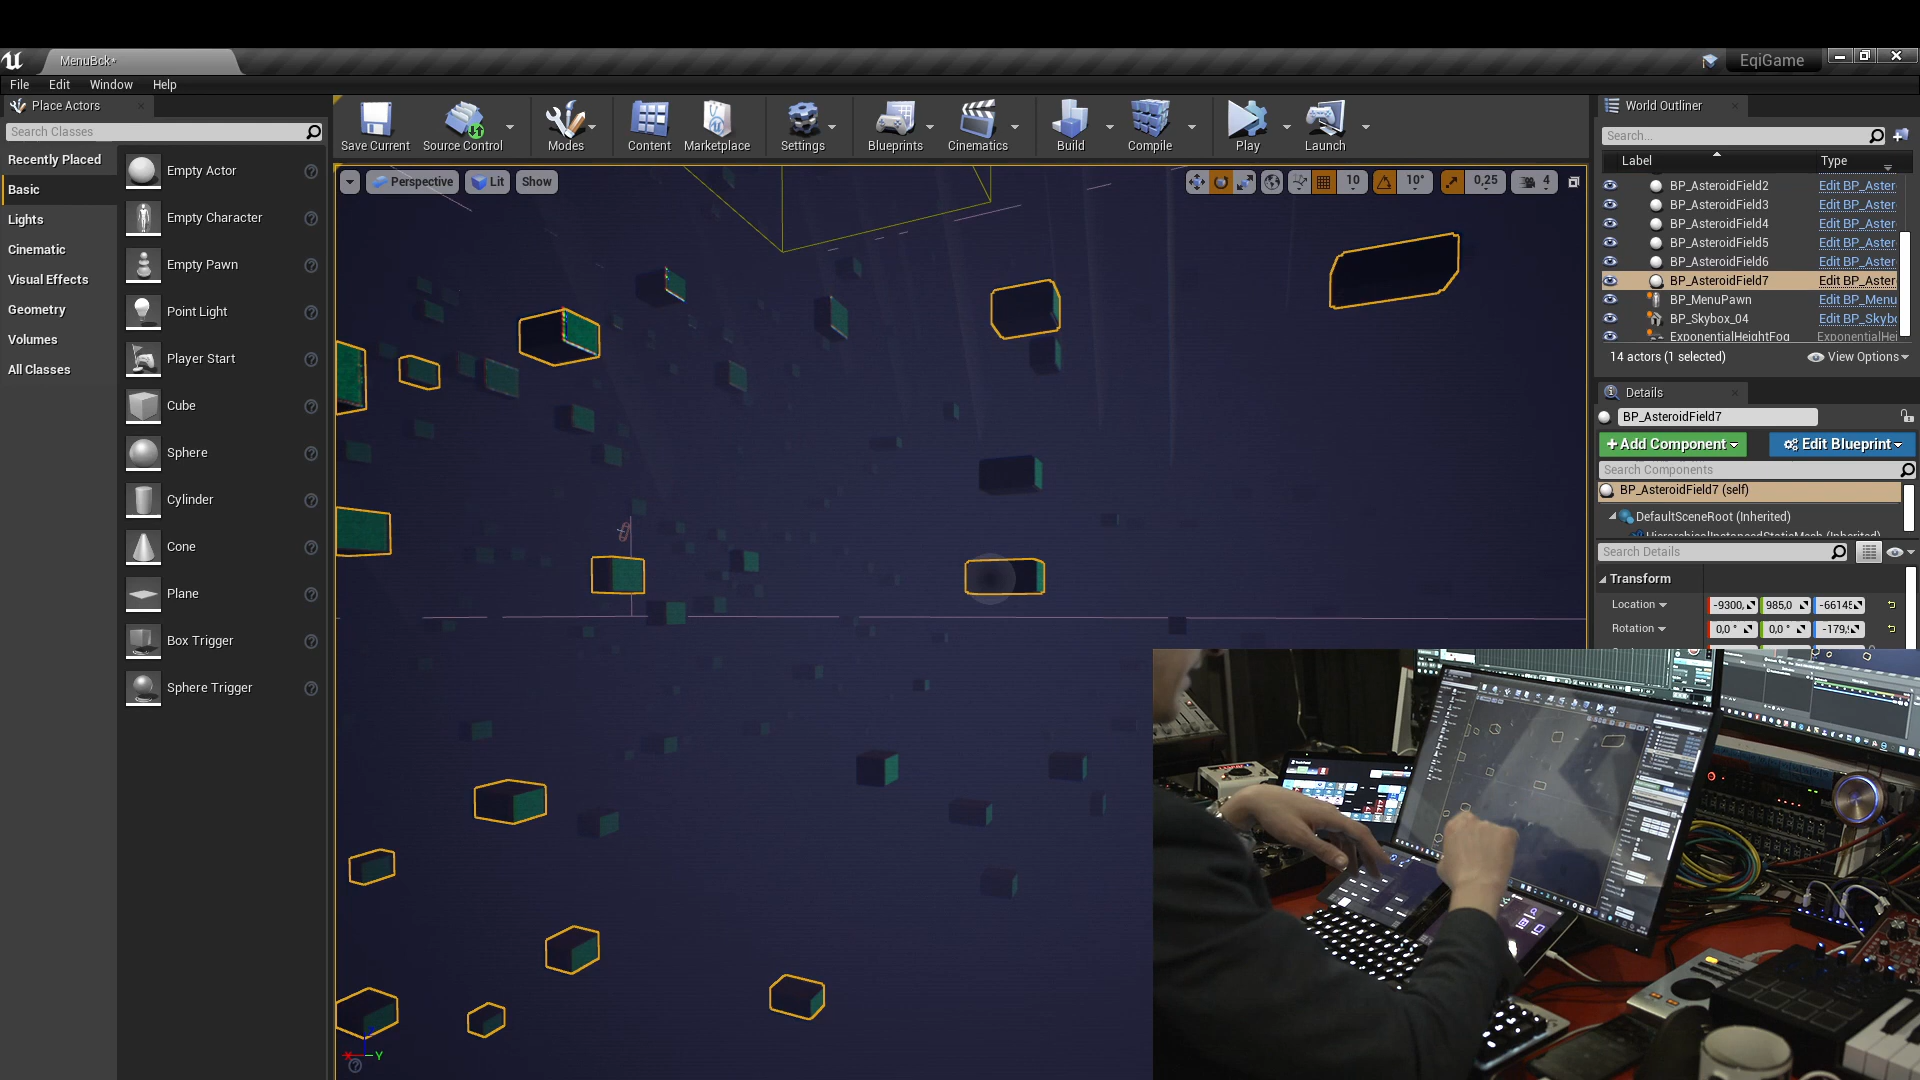 MenuBck*
EqiGame
File Edit Window Help
Place Actors
Search Classes
Recently Placed
Basic
Lights
Cinematic
Visual Effects
Geometry
Volumes
All Classes
Empty Actor
Empty Character
Empty Pawn
Point Light
Player Start
Cube
Sphere
Cylinder
Cone
Plane
Box Trigger
Sphere Trigger
Save Current
Source Control
Modes
Content
Marketplace
Settings
Blueprints
Cinematics
Build
Compile
Play
Launch
Perspective Lit Show
10 10° 0,25 4
Y
World Outliner
Search...
Label Type
BP_AsteroidField2 Edit BP_Aster
BP_AsteroidField3 Edit BP_Aster
BP_AsteroidField4 Edit BP_Aster
BP_AsteroidField5 Edit BP_Aster
BP_AsteroidField6 Edit BP_Aster
BP_AsteroidField7 Edit BP_Aster
BP_MenuPawn Edit BP_Menu
BP_Skybox_04 Edit BP_Skybo
ExponentialHeightFog ExponentialHei
14 actors (1 selected) View Options
Details
BP_AsteroidField7
+Add Component Edit Blueprint
Search Components
BP_AsteroidField7 (self)
DefaultSceneRoot (Inherited)
HierarchicalInstancedStaticMesh (Inherited)
Search Details
Transform
Location -9300, 985,0 -66145
Rotation 0,0 ° 0,0 ° -179,